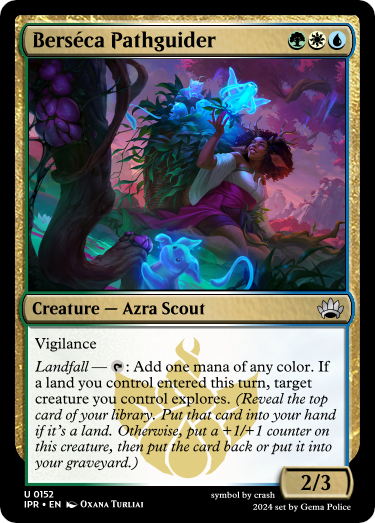 Berséca Pathguider
Creature — Azra Scout
Vigilance
Landfall — : Add one mana of any color. If
a land you control entered this turn, target
creature you control explores. (Reveal the top
card of your library. Put that card into your hand
if it's a land. Otherwise, put a +1/+1 counter on
this creature, then put the card back or put it into
your graveyard.)
2/3
U 0152
IPR • EN Oxana Turliai
symbol by crash
2024 set by Gema Police